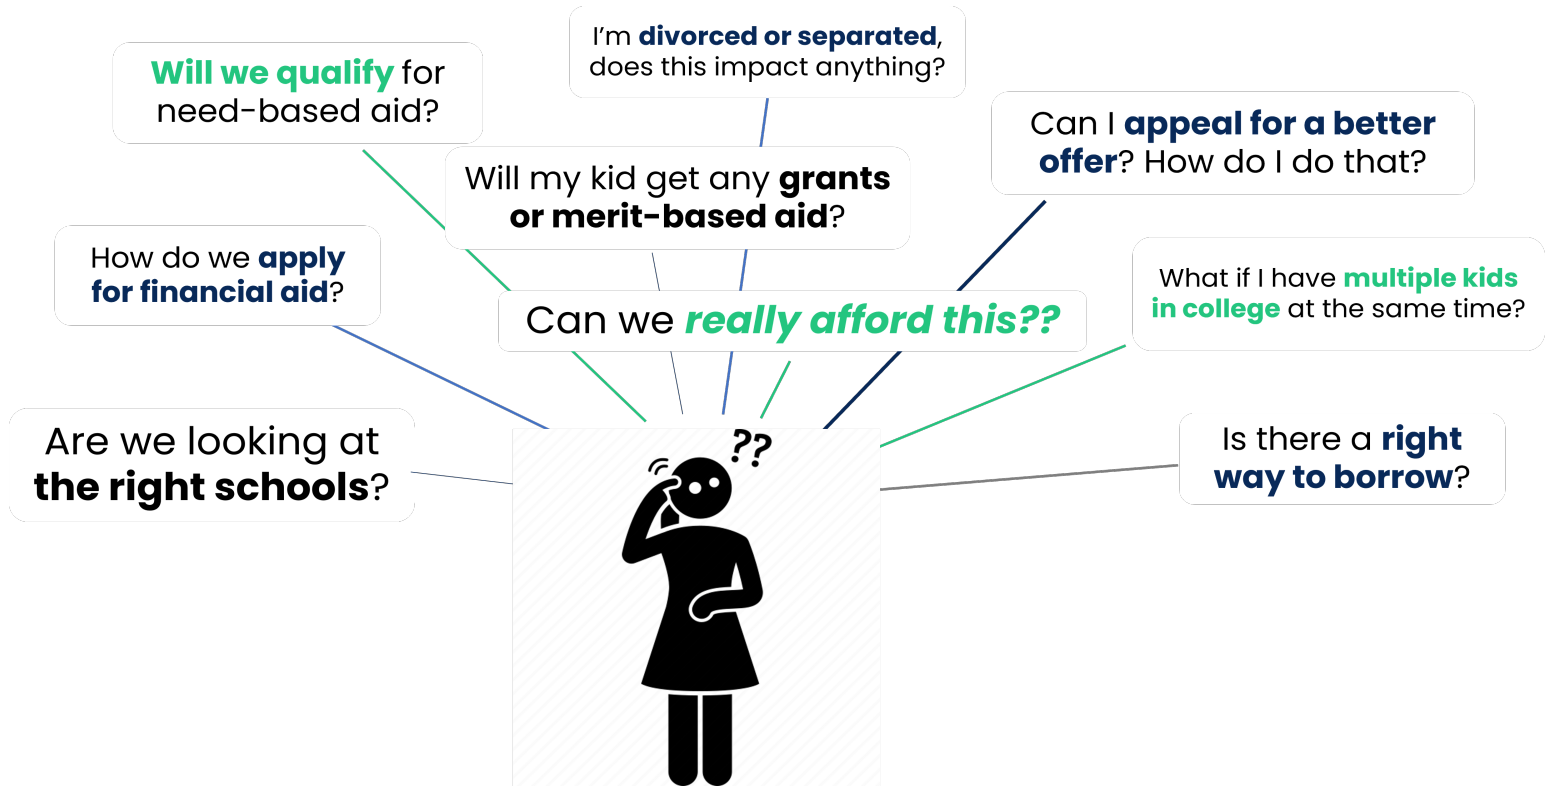 I’m divorced or separated,
does this impact anything?
Will we qualify for
need-based aid?
Can I appeal for a better
offer? How do I do that?
Will my kid get any grants
or merit-based aid?
How do we apply
for financial aid?
What if I have multiple kids
in college at the same time?
Can we really afford this??
Are we looking at
the right schools?
Is there a right
way to borrow?
??